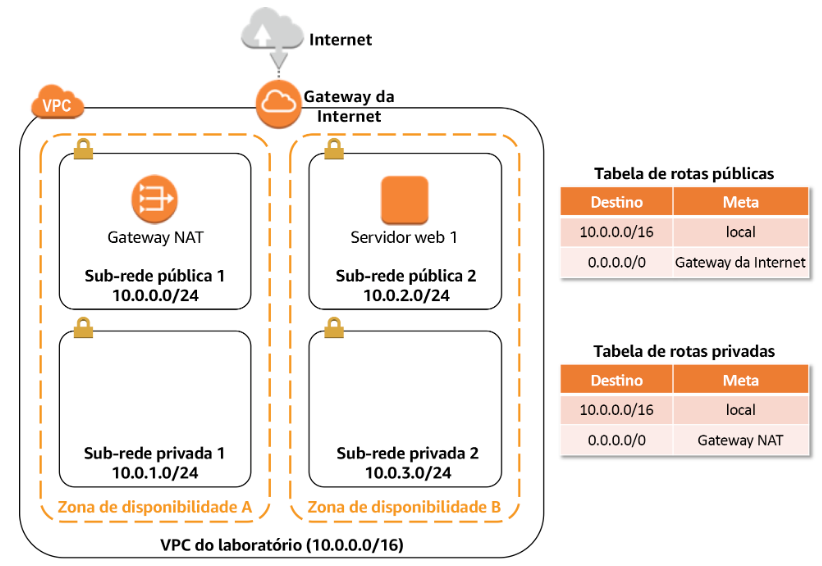 Internet
VPC
Gateway da
Internet
Gateway NAT
Sub-rede pública 1
10.0.0.0/24
Servidor web 1
Sub-rede pública 2
10.0.2.0/24
Sub-rede privada 1
10.0.1.0/24
Sub-rede privada 2
10.0.3.0/24
Zona de disponibilidade A
Zona de disponibilidade B
VPC do laboratório (10.0.0.0/16)
Tabela de rotas públicas
Destino Meta
10.0.0.0/16 local
0.0.0.0/0 Gateway da Internet
Tabela de rotas privadas
Destino Meta
10.0.0.0/16 local
0.0.0.0/0 Gateway NAT